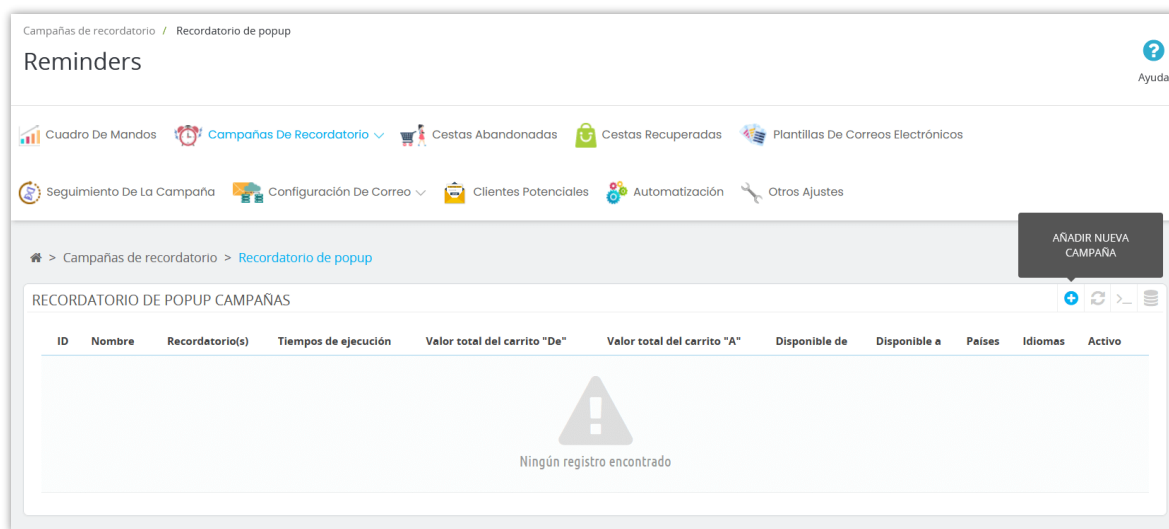 Campañas de recordatorio / Recordatorio de popup
Reminders
Ayuda
Cuadro De Mandos Campañas De Recordatorio Cestas Abandonadas Cestas Recuperadas Plantillas De Correos Electrónicos
Seguimiento De La Campaña Configuración De Correo Clientes Potenciales Automatización Otros Ajustes
AÑADIR NUEVA
CAMPAÑA
> Campañas de recordatorio > Recordatorio de popup
RECORDATORIO DE POPUP CAMPAÑAS
ID Nombre Recordatorio(s) Tiempos de ejecución Valor total del carrito "De" Valor total del carrito "A" Disponible de Disponible a Países Idiomas Activo
Ningún registro encontrado